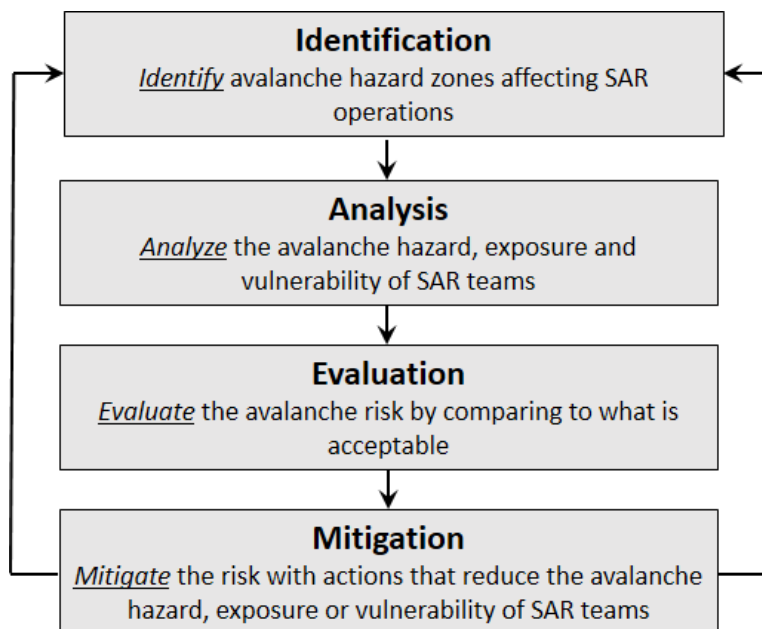 Identification
Identify avalanche hazard zones affecting SAR
operations
Analysis
Analyze the avalanche hazard, exposure and
vulnerability of SAR teams
Evaluation
Evaluate the avalanche risk by comparing to what is
acceptable
Mitigation
Mitigate the risk with actions that reduce the avalanche
hazard, exposure or vulnerability of SAR teams